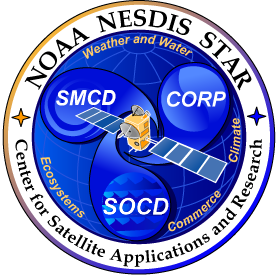 NOAA NESDIS STAR
Weather and Water
SMCD
CORP
Climate
Ecosystems
Commerce
SOCD
Center for Satellite Applications and Research